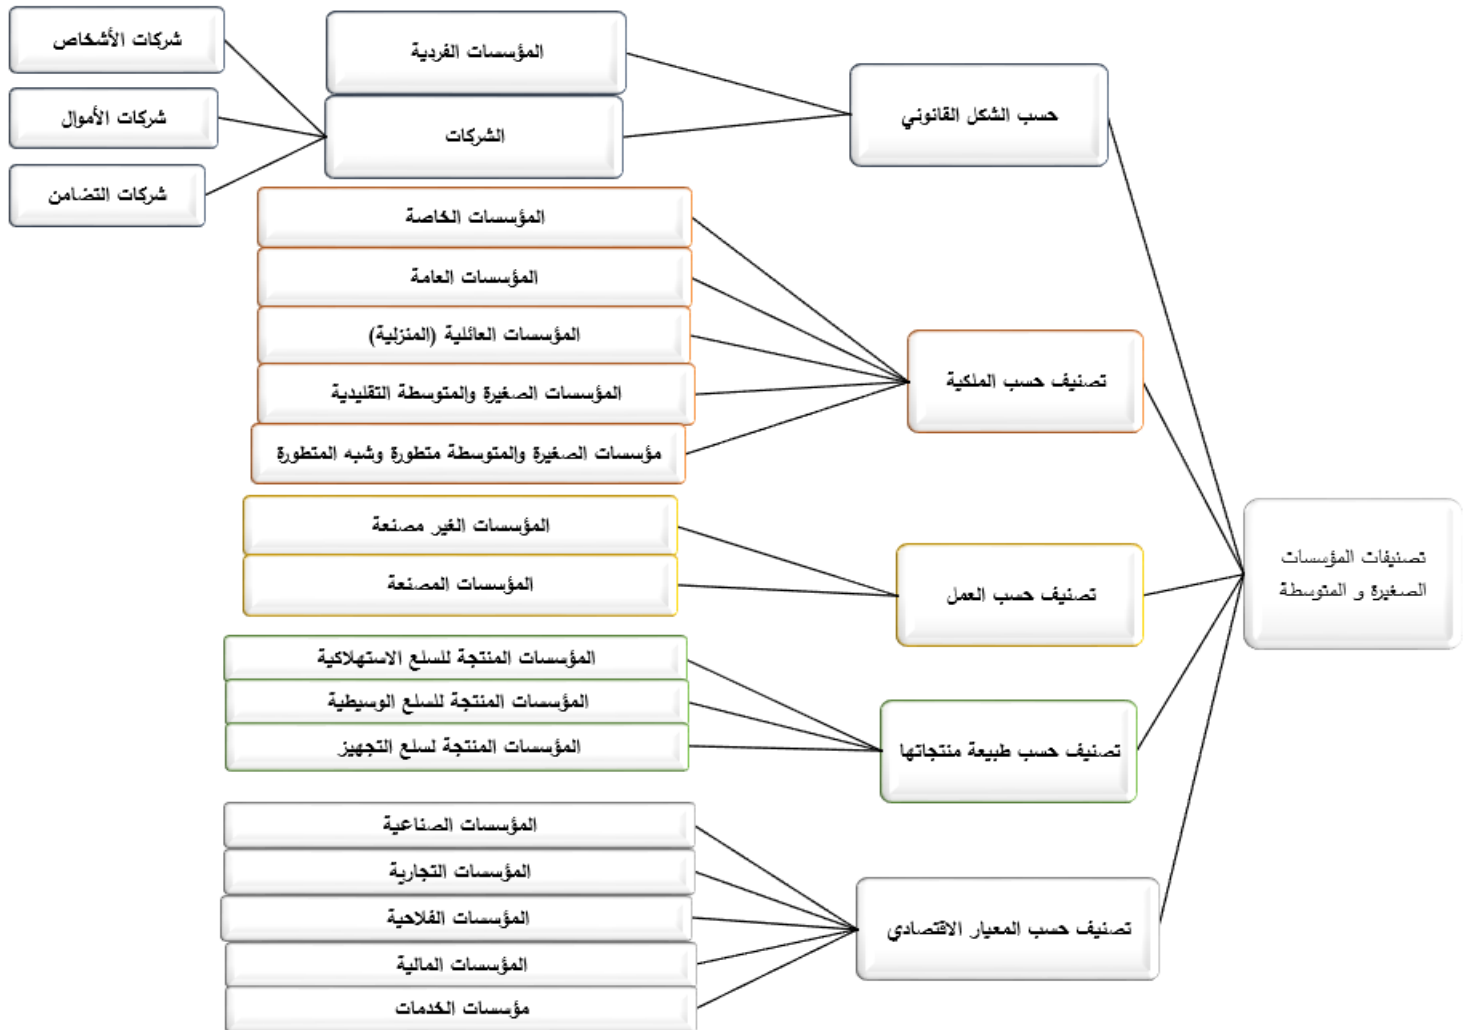 تصنيفات المؤسسات
الصغيرة و المتوسطة
حسب الشكل القانوني
المؤسسات الفردية
الشركات
شركات الأشخاص
شركات الأموال
شركات التضامن
تصنيف حسب الملكية
المؤسسات الخاصة
المؤسسات العامة
المؤسسات العائلية (المنزلية)
المؤسسات الصغيرة والمتوسطة التقليدية
مؤسسات الصغيرة والمتوسطة متطورة وشبه المتطورة
تصنيف حسب العمل
المؤسسات الغير مصنعة
المؤسسات المصنعة
تصنيف حسب طبيعة منتجاتها
المؤسسات المنتجة للسلع الاستهلاكية
المؤسسات المنتجة للسلع الوسيطية
المؤسسات المنتجة لسلع التجهيز
تصنيف حسب المعيار الاقتصادي
المؤسسات الصناعية
المؤسسات التجارية
المؤسسات الفلاحية
المؤسسات المالية
مؤسسات الخدمات